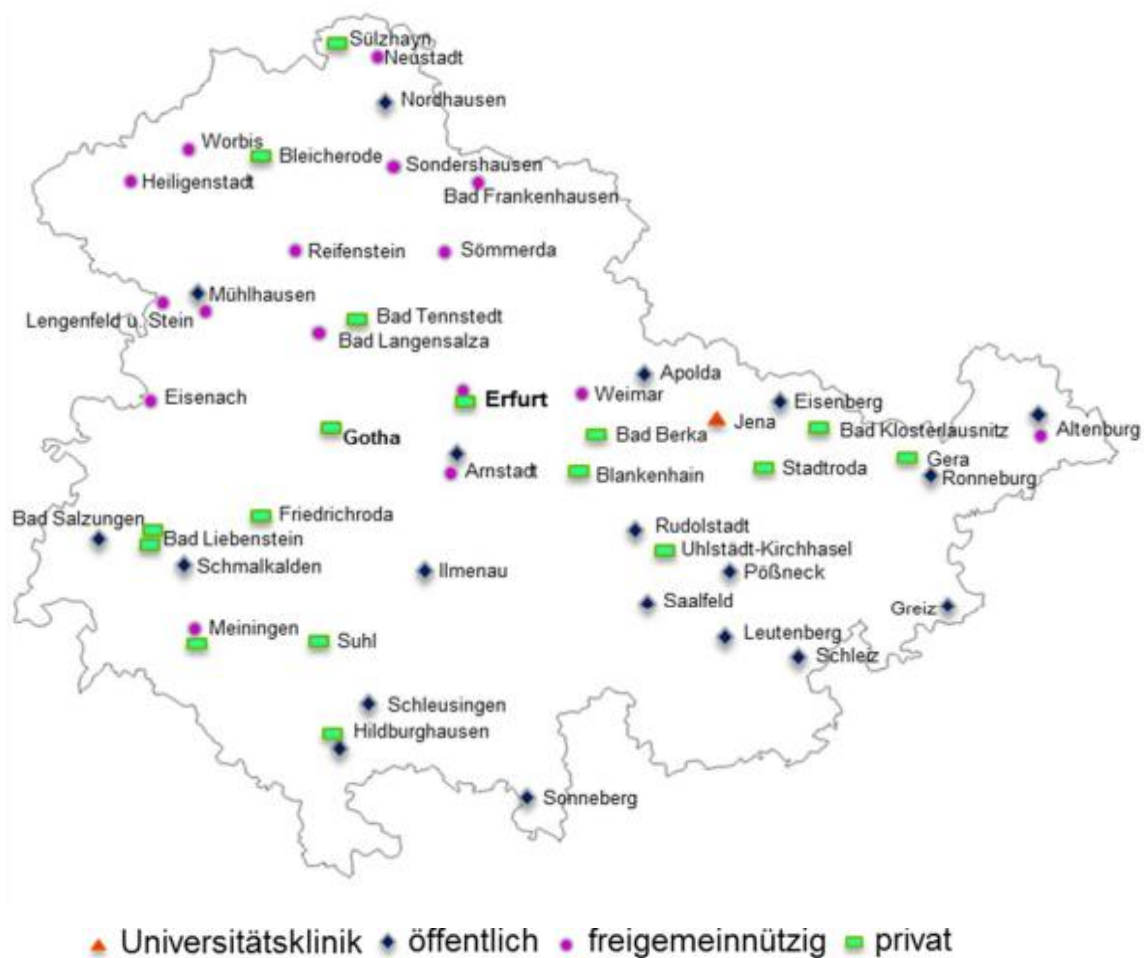 Sülzhayn
Neustadt
Nordhausen
Worbis
Bleicherode
Sondershausen
Heiligenstadt
Bad Frankenhausen
Reifenstein
Sömmerda
Mühlhausen
Lengenfeld u. Stein
Bad Tennstedt
Bad Langensalza
Apolda
Eisenach
Erfurt
Weimar
Eisenberg
Jena
Gotha
Bad Berka
Bad Klosterlausnitz
Altenburg
Arnstadt
Blankenhain
Stadtroda
Gera
Ronneburg
Bad Salzungen
Friedrichroda
Rudolstadt
Bad Liebenstein
Uhlstädt-Kirchhasel
Schmalkalden
Ilmenau
Pößneck
Saalfeld
Greiz
Meiningen
Suhl
Leutenberg
Schleiz
Schleusingen
Hildburghausen
Sonneberg
Universitätsklinik öffentlich freigemeinnützig privat